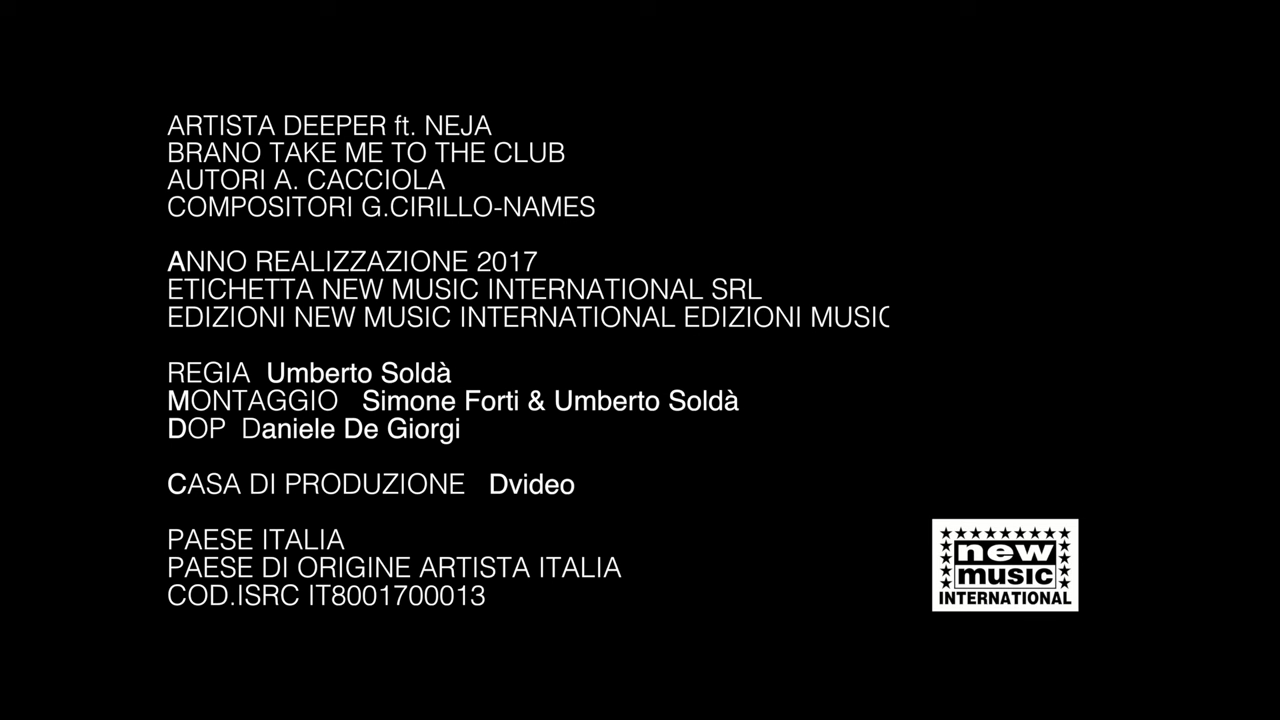 ARTISTA DEEPER ft. NEJA
BRANO TAKE ME TO THE CLUB
AUTORI A. CACCIOLA
COMPOSITORI G.CIRILLO-NAMES
ANNO REALIZZAZIONE 2017
ETICHETTA NEW MUSIC INTERNATIONAL SRL
EDIZIONI NEW MUSIC INTERNATIONAL EDIZIONI MUSIC
REGIA Umberto Soldà
MONTAGGIO Simone Forti & Umberto Soldà
DOP Daniele De Giorgi
CASA DI PRODUZIONE Dvideo
PAESE ITALIA
PAESE DI ORIGINE ARTISTA ITALIA
COD.ISRC IT8001700013
new
music
INTERNATIONAL